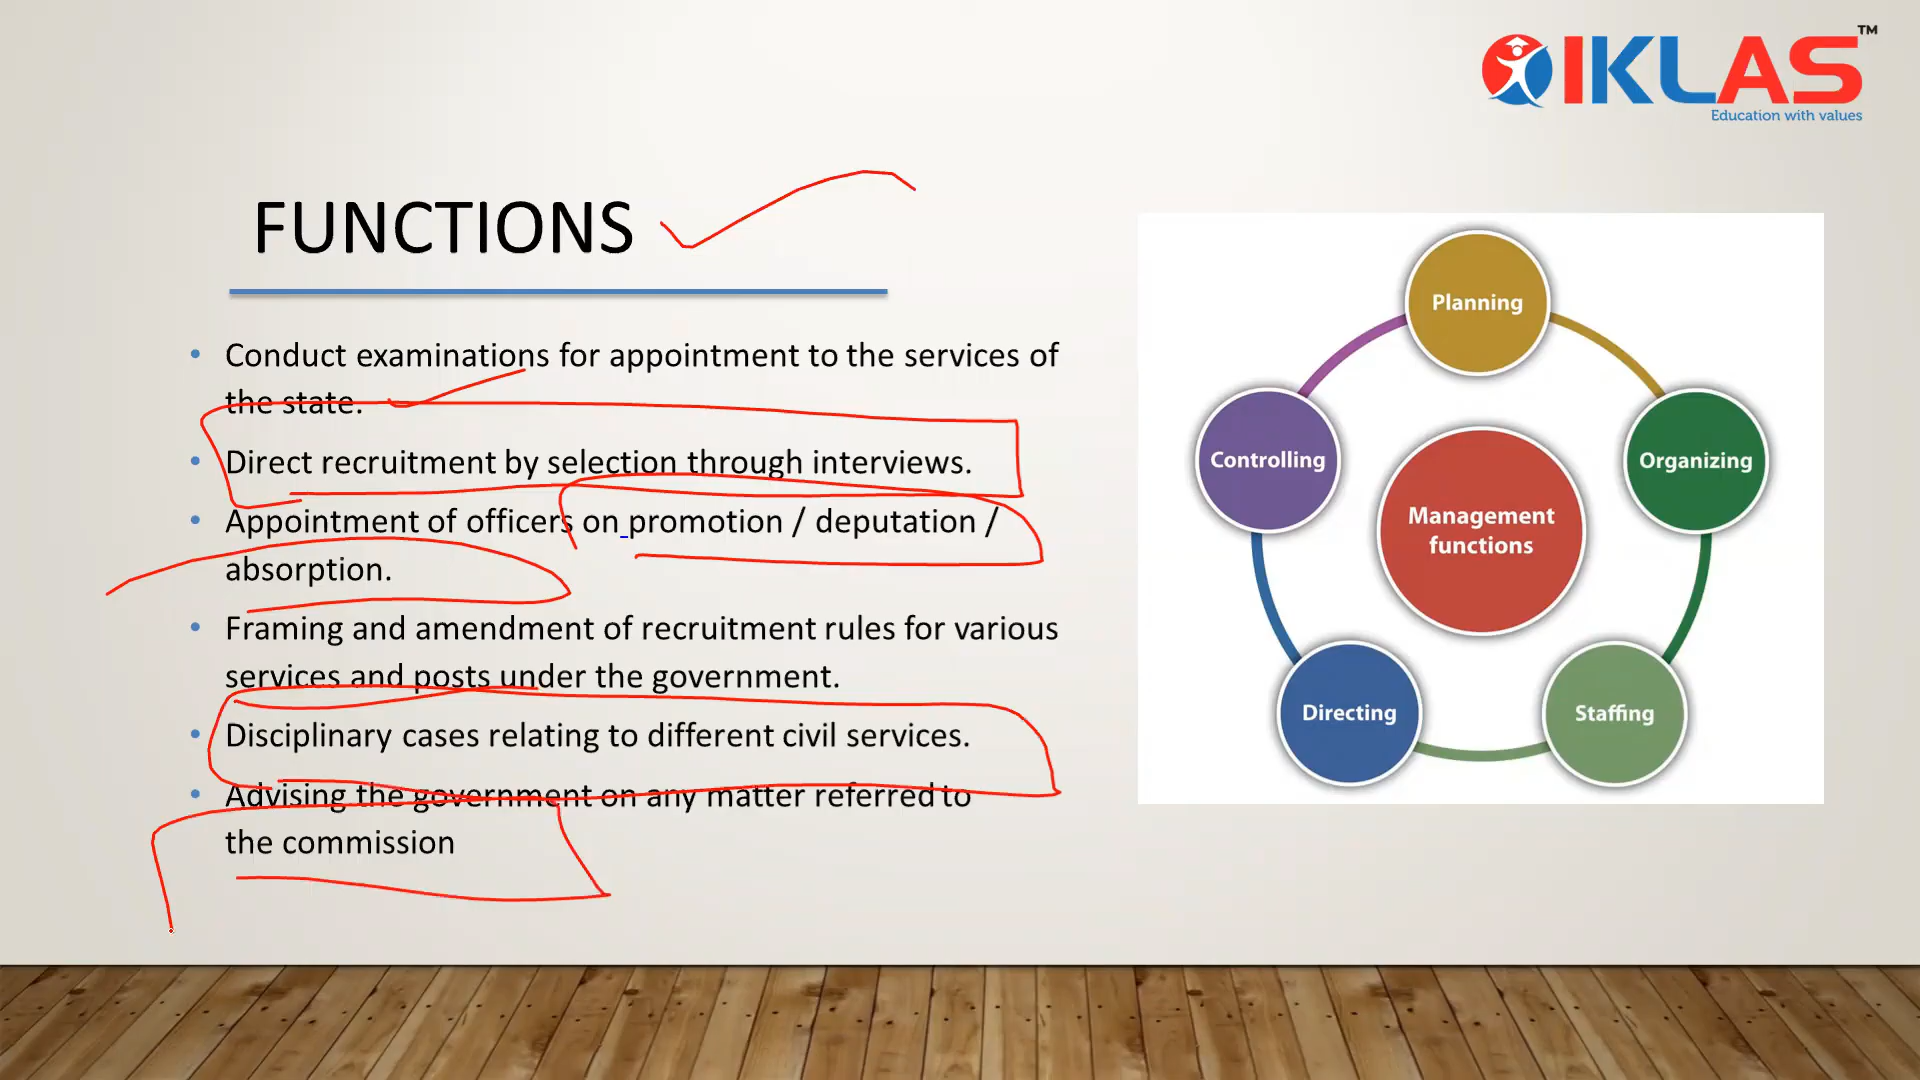 IKLAS™
Education with values
FUNCTIONS
• Conduct examinations for appointment to the services of
the state.
• Direct recruitment by selection through interviews.
• Appointment of officers on promotion / deputation /
absorption.
• Framing and amendment of recruitment rules for various
services and posts under the government.
• Disciplinary cases relating to different civil services.
• Advising the government on any matter referred to
the commission
Planning
Controlling
Organizing
Management
functions
Directing
Staffing